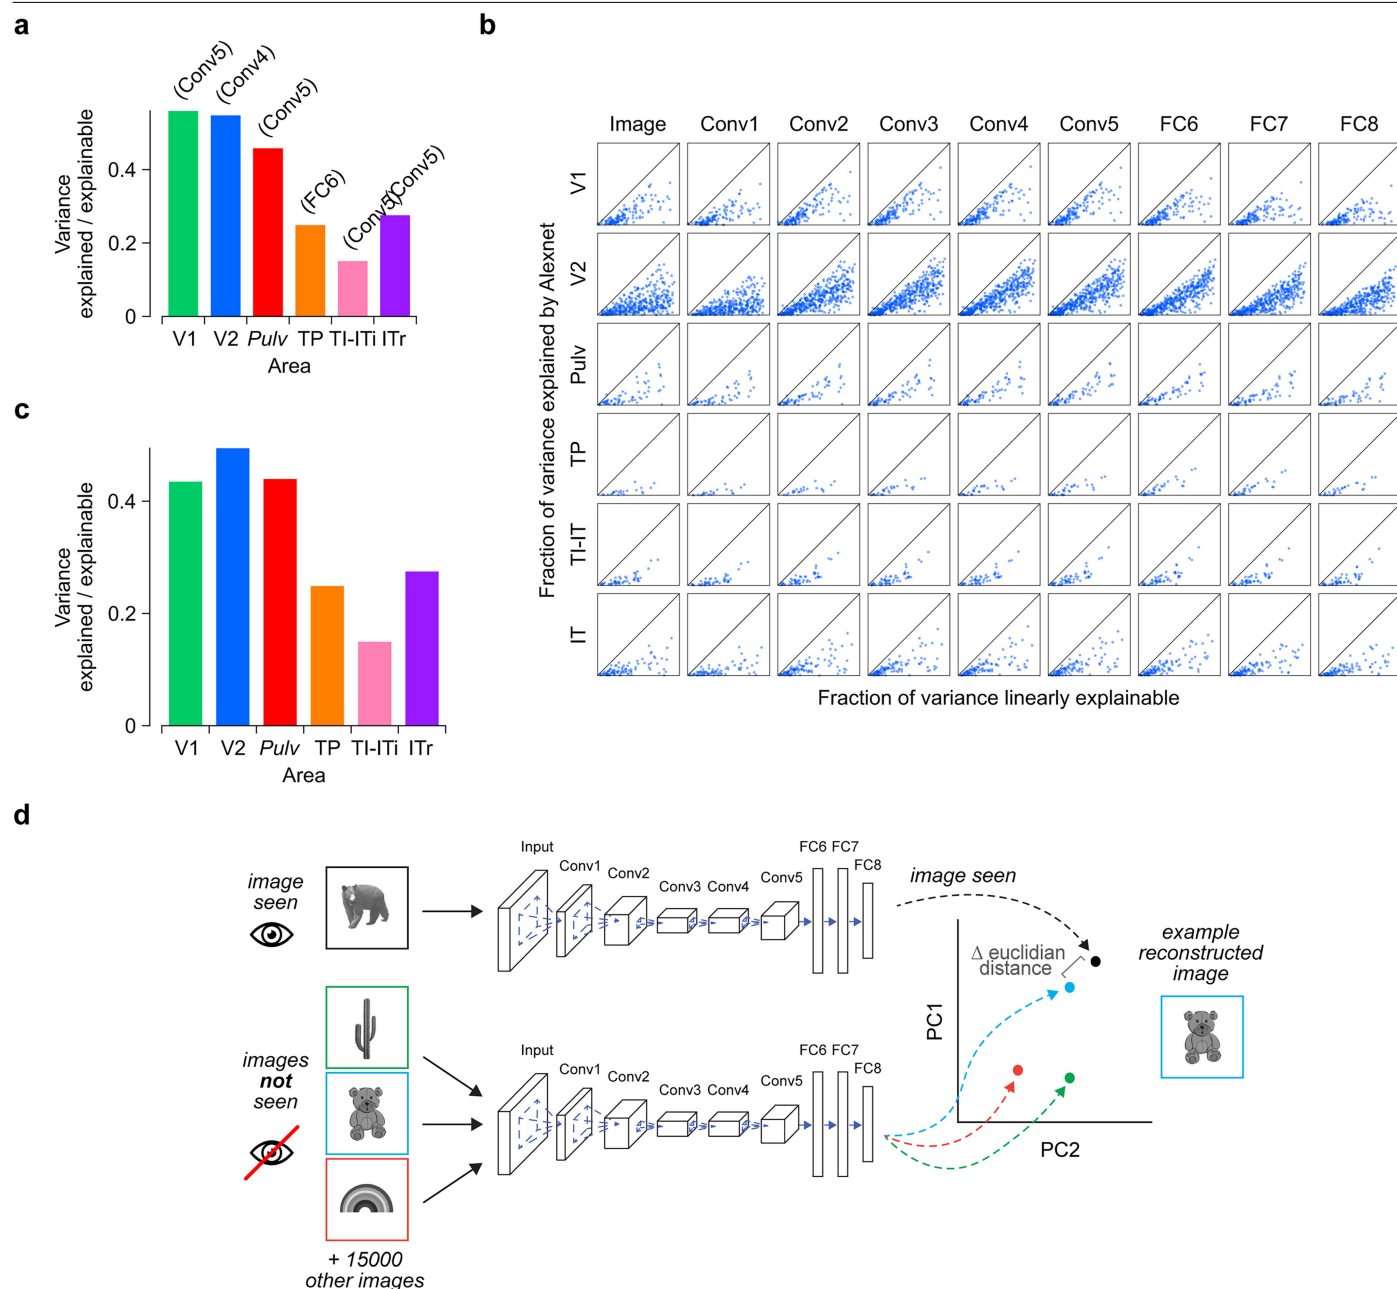 a
Variance
explained / explainable
0.4
0.2
0
(Conv5)
(Conv4)
(Conv5)
(FC6)
(Conv5)
(Conv5)
V1 V2 Pulv TP TI-ITi ITr
Area
b
Image Conv1 Conv2 Conv3 Conv4 Conv5 FC6 FC7 FC8
Fraction of variance explained by Alexnet
V1
V2
Pulv
TP
TI-IT
IT
Fraction of variance linearly explainable
c
Variance
explained / explainable
0.4
0.2
0
V1 V2 Pulv TP TI-ITi ITr
Area
d
image
seen
Input
Conv1
Conv2
Conv3
Conv4
Conv5
FC6
FC7
FC8
image seen
images
not
seen
+ 15000
other images
Input
Conv1
Conv2
Conv3
Conv4
Conv5
FC6
FC7
FC8
PC1
PC2
Δ euclidian
distance
example
reconstructed
image